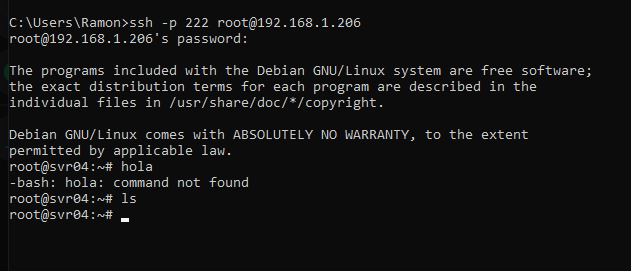 C:\Users\Ramon>ssh -p 222 root@192.168.1.206
root@192.168.1.206's password:
The programs included with the Debian GNU/Linux system are free software;
the exact distribution terms for each program are described in the
individual files in /usr/share/doc/*/copyright.
Debian GNU/Linux comes with ABSOLUTELY NO WARRANTY, to the extent
permitted by applicable law.
root@svr04:~# hola
-bash: hola: command not found
root@svr04:~# ls
root@svr04:~#